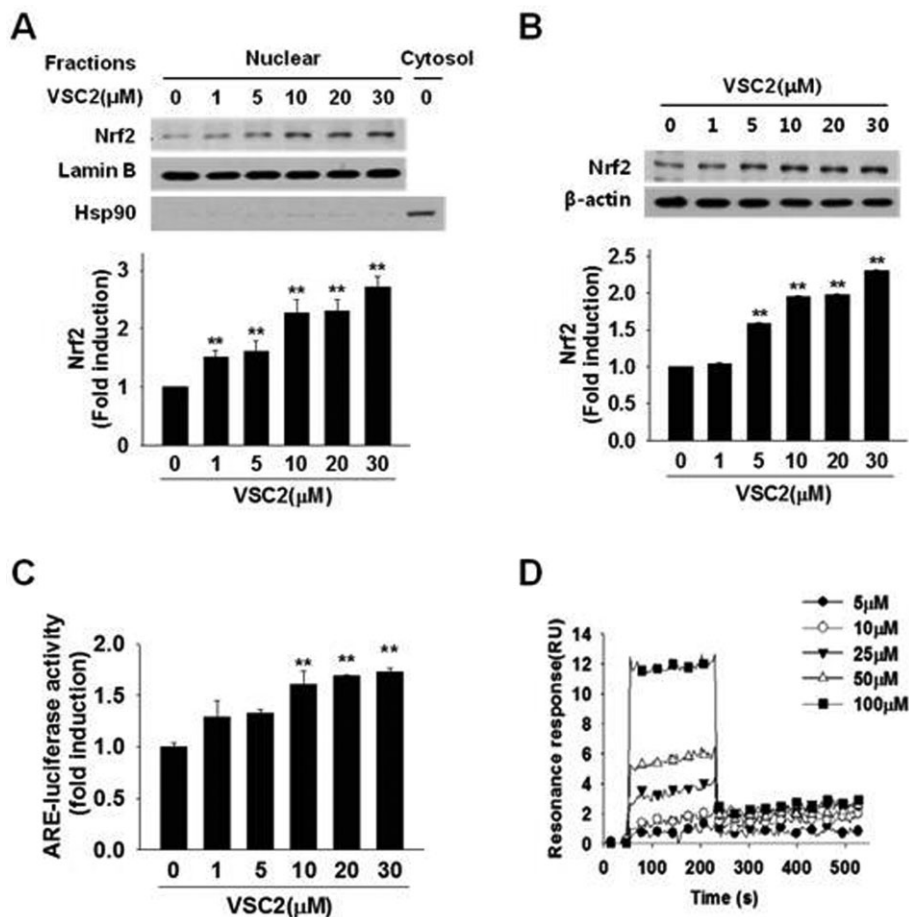 A
Fractions Nuclear Cytosol
VSC2(μM) 0 1 5 10 20 30 0
Nrf2
Lamin B
Hsp90
Nrf2
(Fold induction)
3
2
1
0
** ** ** ** **
0 1 5 10 20 30
VSC2(μM)
B
VSC2(μM)
0 1 5 10 20 30
Nrf2
β-actin
Nrf2
(Fold induction)
2.5
2.0
1.5
1.0
0.5
0.0
** ** ** **
0 1 5 10 20 30
VSC2(μM)
C
ARE-luciferase activity
(fold induction)
2.0
1.5
1.0
0.5
0.0
** ** **
0 1 5 10 20 30
VSC2(μM)
D
Resonance response(RU)
14
12
10
8
6
4
2
0
5μM
10μM
25μM
50μM
100μM
0 100 200 300 400 500
Time (s)